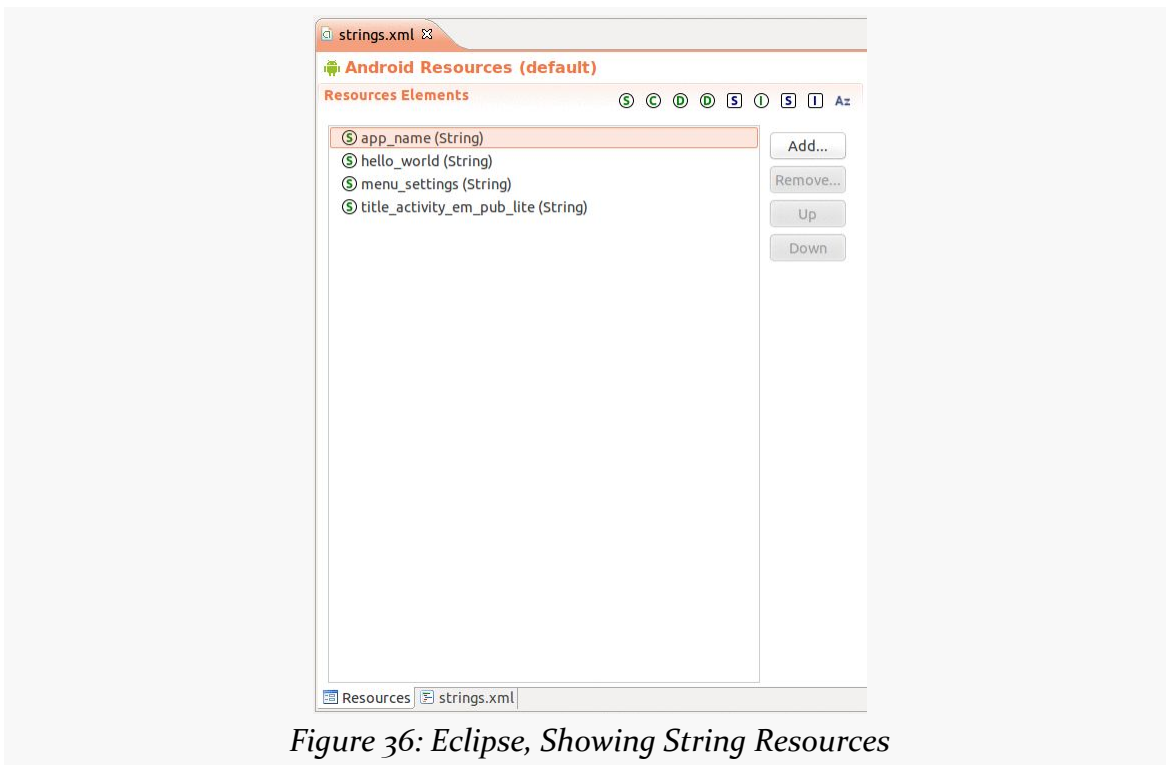 strings.xml
Android Resources (default)
Resources Elements
S C D D S I S I Az
S app_name (String)
S hello_world (String)
S menu_settings (String)
S title_activity_em_pub_lite (String)
Add...
Remove...
Up
Down
Resources strings.xml
Figure 36: Eclipse, Showing String Resources